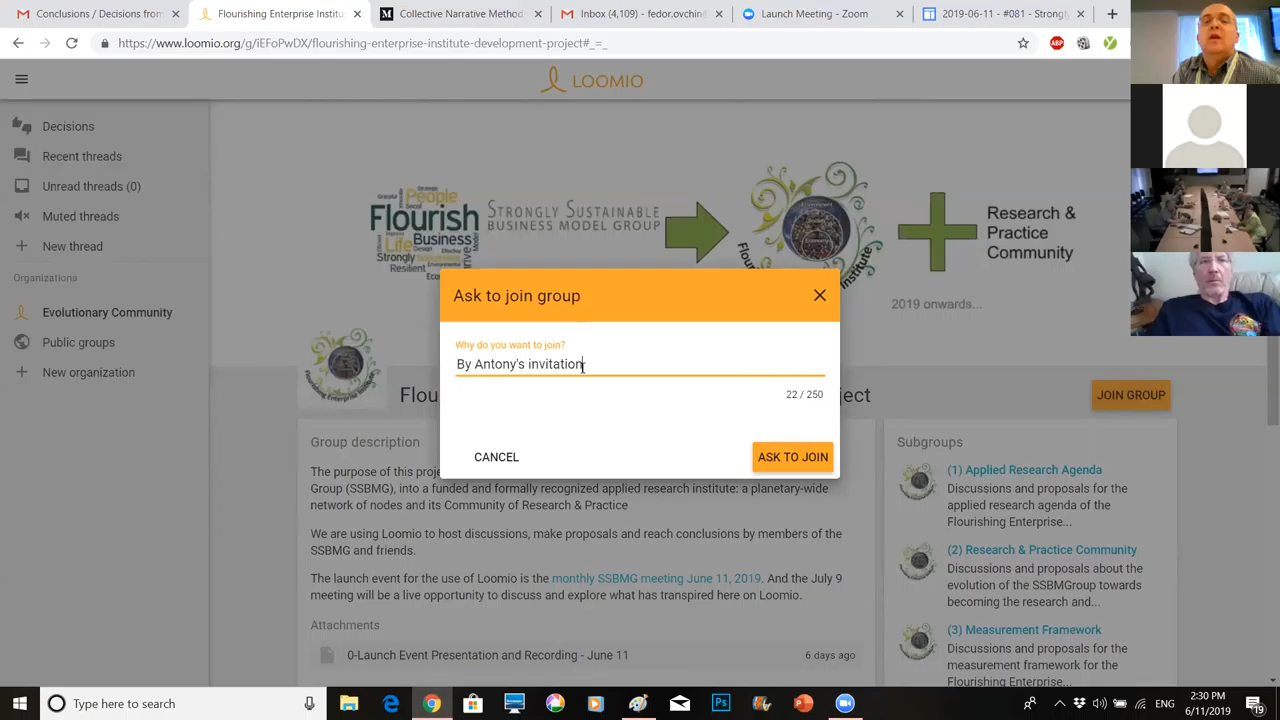 Conclusions / Decisions from
Flourishing Enterprise Institu
Collective Narrative Method
Inbox (4,109) - fedor.ovchin
Launch Meeting - Zoom
2019-06-11 - #081 - Strongly
https://www.loomio.org/g/iEFoPwDX/flourishing-enterprise-institute-development-project#_=_
ABP
LOOMIO
Decisions
Recent threads
Unread threads (0)
Muted threads
New thread
Organizations
Evolutionary Community
Public groups
New organization
People
Flourish
Business
Life
Strongly
Resilient
STRONGLY SUSTAINABLE
BUSINESS MODEL GROUP
Research &
Practice
Community
2019 onwards...
Ask to join group
Why do you want to join?
By Antony's invitation
22 / 250
CANCEL
ASK TO JOIN
Flou
ject
JOIN GROUP
Group description
The purpose of this proj
Group (SSBMG), into a funded and formally recognized applied research institute: a planetary-wide
network of nodes and its Community of Research & Practice
We are using Loomio to host discussions, make proposals and reach conclusions by members of the
SSBMG and friends.
The launch event for the use of Loomio is the monthly SSBMG meeting June 11, 2019. And the July 9
meeting will be a live opportunity to discuss and explore what has transpired here on Loomio.
Attachments
0-Launch Event Presentation and Recording - June 11
6 days ago
Subgroups
(1) Applied Research Agenda
Discussions and proposals for the
applied research agenda of the
Flourishing Enterprise...
(2) Research & Practice Community
Discussions and proposals about the
evolution of the SSBMGroup towards
becoming the research and...
(3) Measurement Framework
Discussions and proposals for the
measurement framework for the
Flourishing Enterprise...
Type here to search
Ps
ENG
2:30 PM
6/11/2019
19